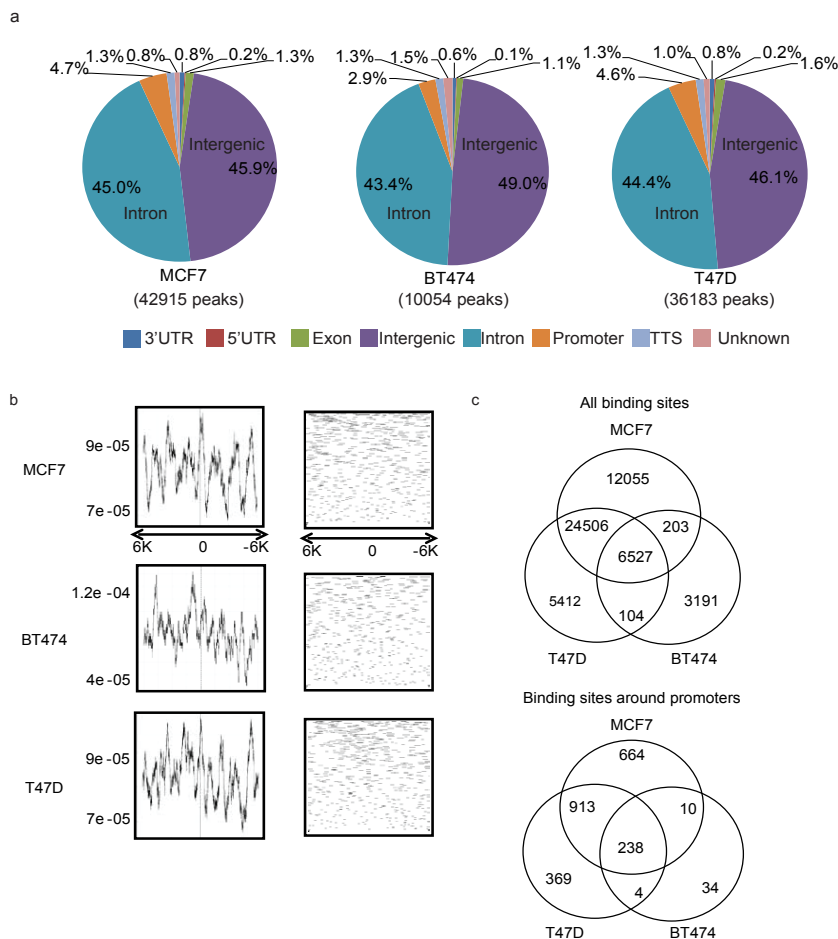 a
1.3% 0.8% 0.8% 0.2% 1.3%
4.7%
Intergenic
45.9%
45.0%
Intron
MCF7
(42915 peaks)
1.3% 1.5% 0.6% 0.1% 1.1%
2.9%
43.4%
49.0%
Intron
BT474
(10054 peaks)
1.3% 1.0% 0.8% 0.2% 1.6%
4.6%
Intergenic
46.1%
44.4%
Intron
T47D
(36183 peaks)
3'UTR 5'UTR Exon Intergenic Intron Promoter TTS Unknown
b
MCF7
9e -05
7e -05
6K 0 -6K
6K 0 -6K
BT474
1.2e -04
4e -05
T47D
9e -05
7e -05
c
All binding sites
MCF7
12055
24506 203
6527
5412 104 3191
T47D BT474
Binding sites around promoters
MCF7
664
913 10
238
369 4 34
T47D BT474